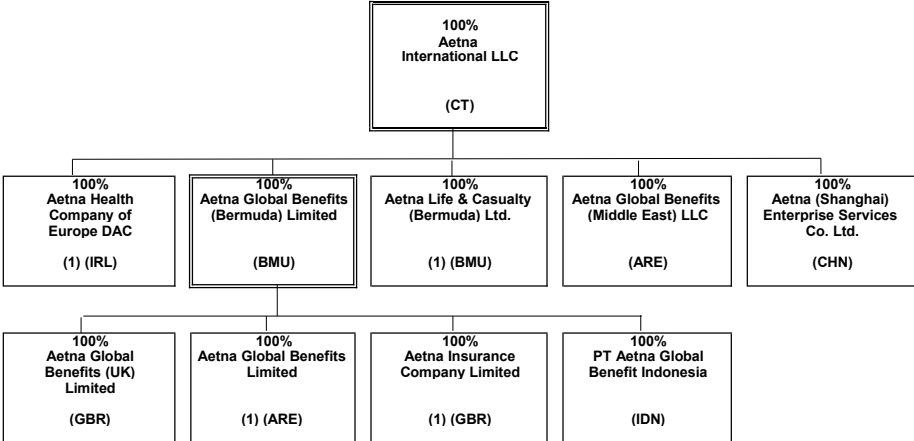 100%
Aetna
International LLC
(CT)
100%
Aetna Health
Company of
Europe DAC
(1) (IRL)
100%
Aetna Global Benefits
(Bermuda) Limited
(BMU)
100%
Aetna Life & Casualty
(Bermuda) Ltd.
(1) (BMU)
100%
Aetna Global Benefits
(Middle East) LLC
(ARE)
100%
Aetna (Shanghai)
Enterprise Services
Co. Ltd.
(CHN)
100%
Aetna Global
Benefits (UK)
Limited
(GBR)
100%
Aetna Global Benefits
Limited
(1) (ARE)
100%
Aetna Insurance
Company Limited
(1) (GBR)
100%
PT Aetna Global
Benefit Indonesia
(IDN)